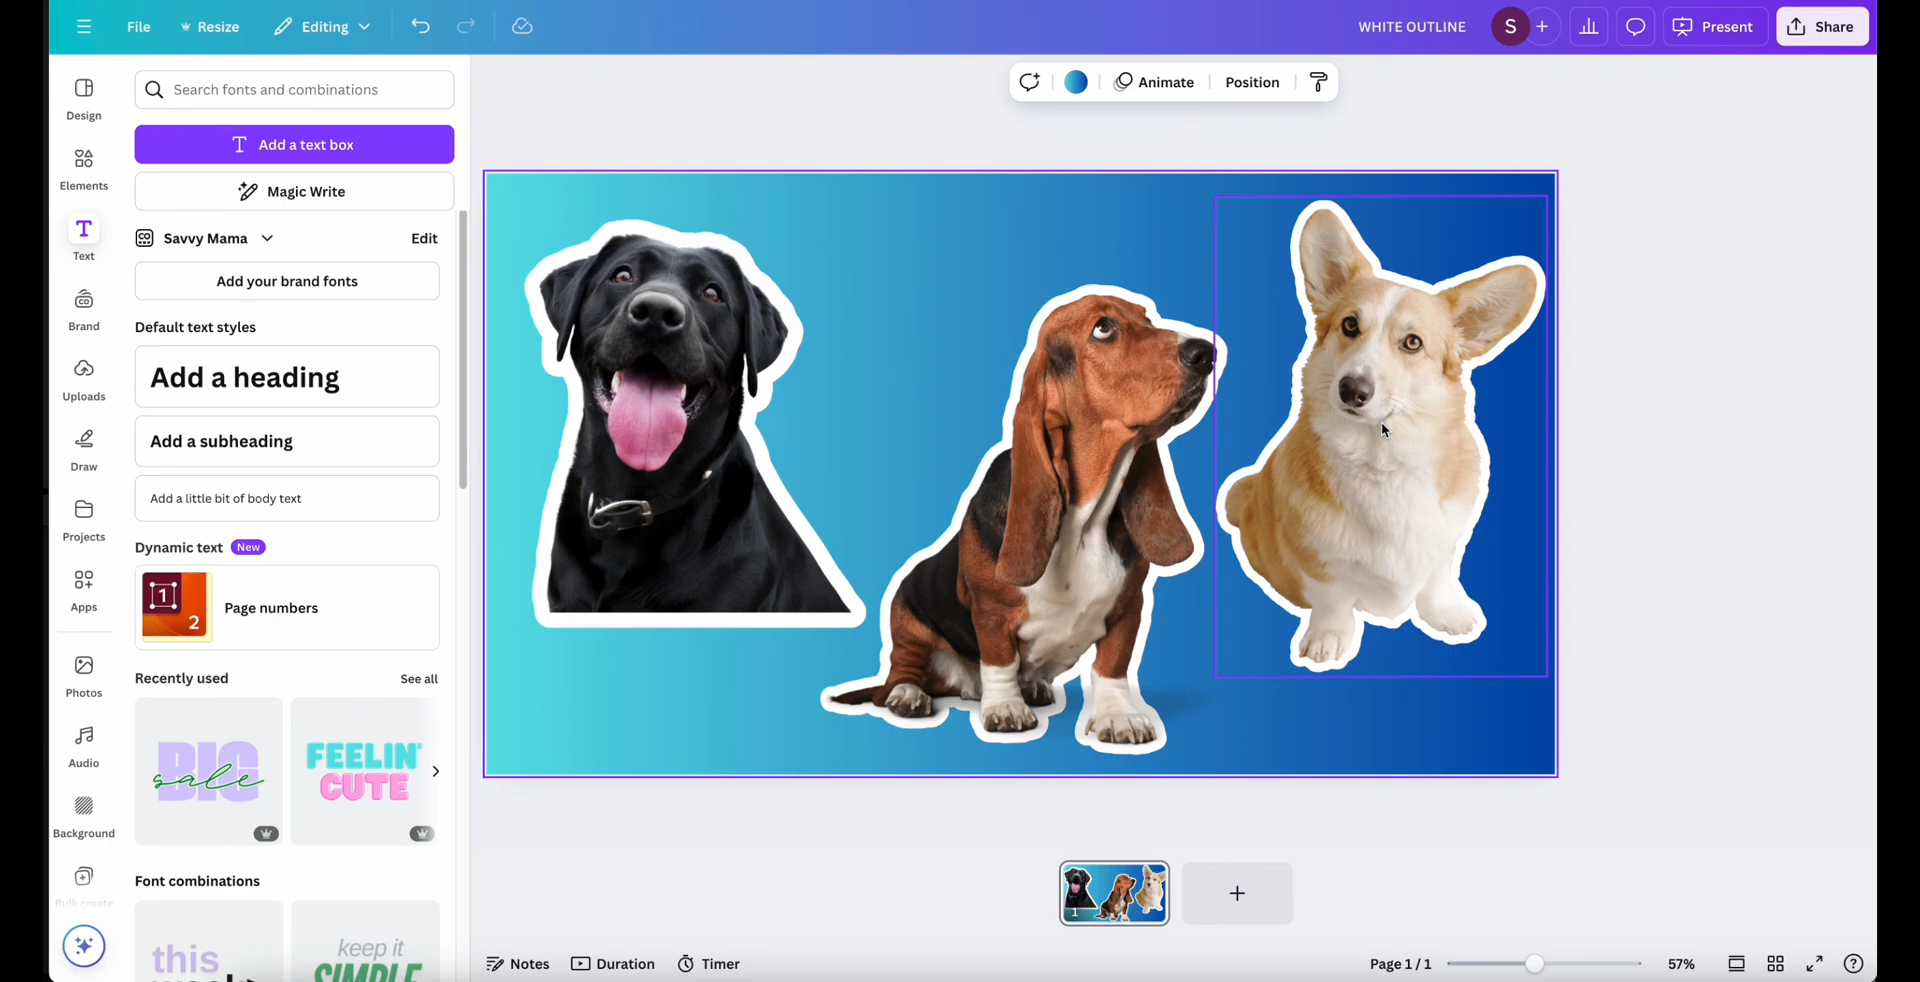 File Resize Editing WHITE OUTLINE S Present Share
Search fonts and combinations
Animate Position
Design
Elements
Text
Brand
Uploads
Draw
Projects
Apps
Photos
Audio
Background
Bulk create
Add a text box
Magic Write
Savvy Mama Edit
Add your brand fonts
Default text styles
Add a heading
Add a subheading
Add a little bit of body text
Dynamic text New
1
2
Page numbers
Recently used See all
BIG
sale
FEELIN'
CUTE
Font combinations
this
keep it
SIMPLE
1
Notes Duration Timer Page 1 / 1 57%